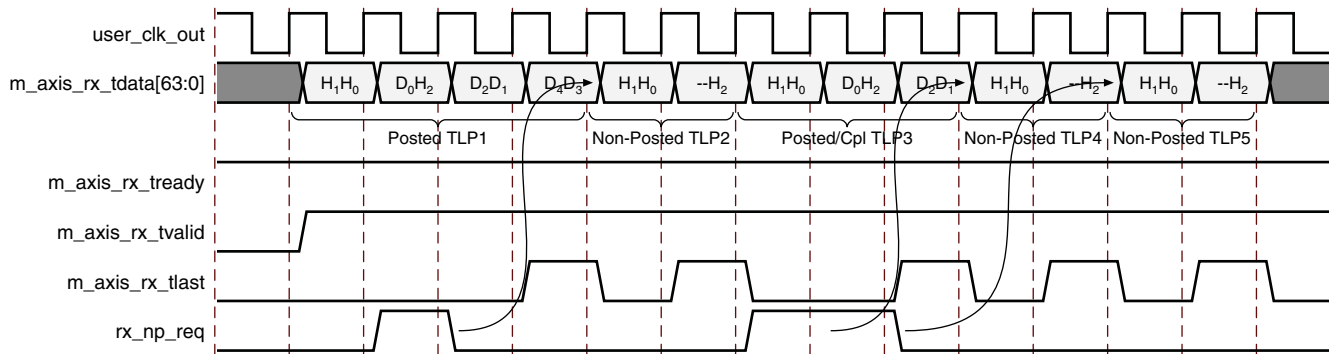 user_clk_out
m_axis_rx_tdata[63:0] H₁H₀ D₀H₂ D₂D₁ D₄D₃ H₁H₀ --H₂ H₁H₀ D₀H₂ D₂D₁ H₁H₀ --H₂ H₁H₀ --H₂
Posted TLP1 Non-Posted TLP2 Posted/Cpl TLP3 Non-Posted TLP4 Non-Posted TLP5
m_axis_rx_tready
m_axis_rx_tvalid
m_axis_rx_tlast
rx_np_req